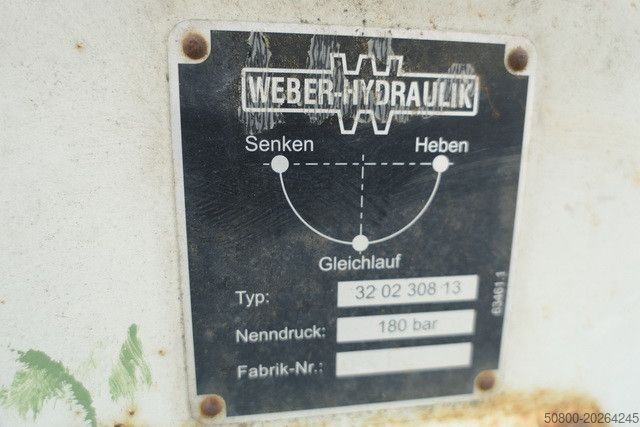 WEBER-HYDRAULIK
Senken Heben
Gleichlauf
Typ: 32 02 308 13
Nenndruck: 180 bar
Fabrik-Nr.:
63461.1
50800-20264245